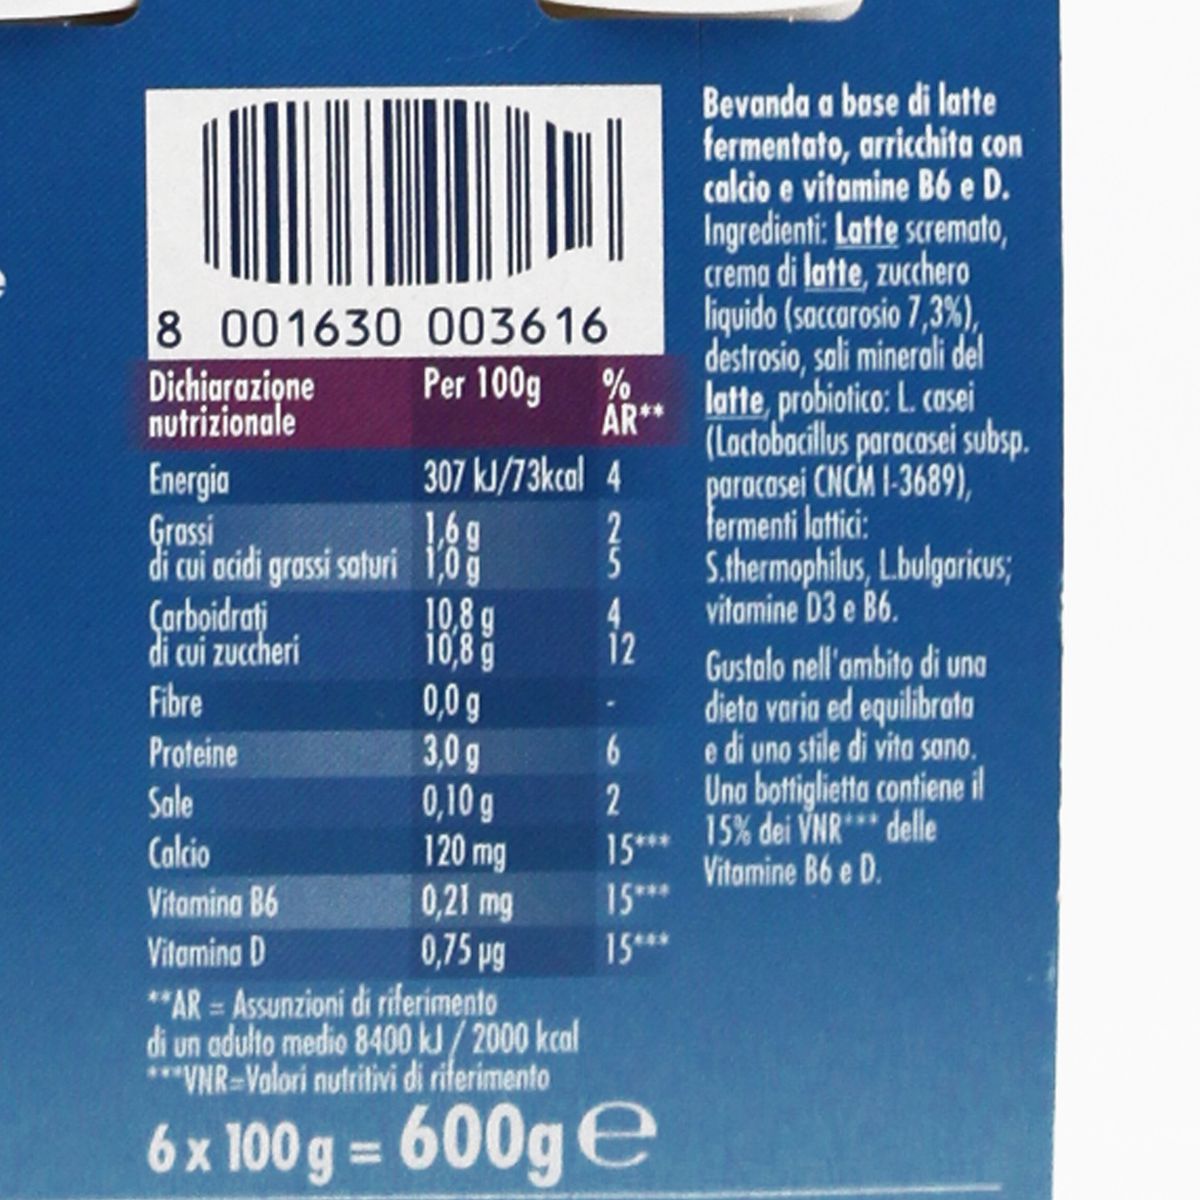 8 001630 003616
Dichiarazione nutrizionale Per 100g % AR**
Energia 307 kJ/73kcal 4
Grassi 1,6 g 2
di cui acidi grassi saturi 1,0 g 5
Carboidrati 10,8 g 4
di cui zuccheri 10,8 g 12
Fibre 0,0 g -
Proteine 3,0 g 6
Sale 0,10 g 2
Calcio 120 mg 15***
Vitamina B6 0,21 mg 15***
Vitamina D 0,75 µg 15***
**AR = Assunzioni di riferimento
di un adulto medio 8400 kJ / 2000 kcal
***VNR=Valori nutritivi di riferimento
6 x 100 g = 600g e
Bevanda a base di latte
fermentato, arricchita con
calcio e vitamine B6 e D.
Ingredienti: Latte scremato,
crema di latte, zucchero
liquido (saccarosio 7,3%),
destrosio, sali minerali del
latte, probiotico: L. casei
(Lactobacillus paracasei subsp.
paracasei CNCM I-3689),
fermenti lattici:
S.thermophilus, L.bulgaricus;
vitamine D3 e B6.
Gustalo nell'ambito di una
dieta varia ed equilibrata
e di uno stile di vita sano.
Una bottiglietta contiene il
15% dei VNR*** delle
Vitamine B6 e D.